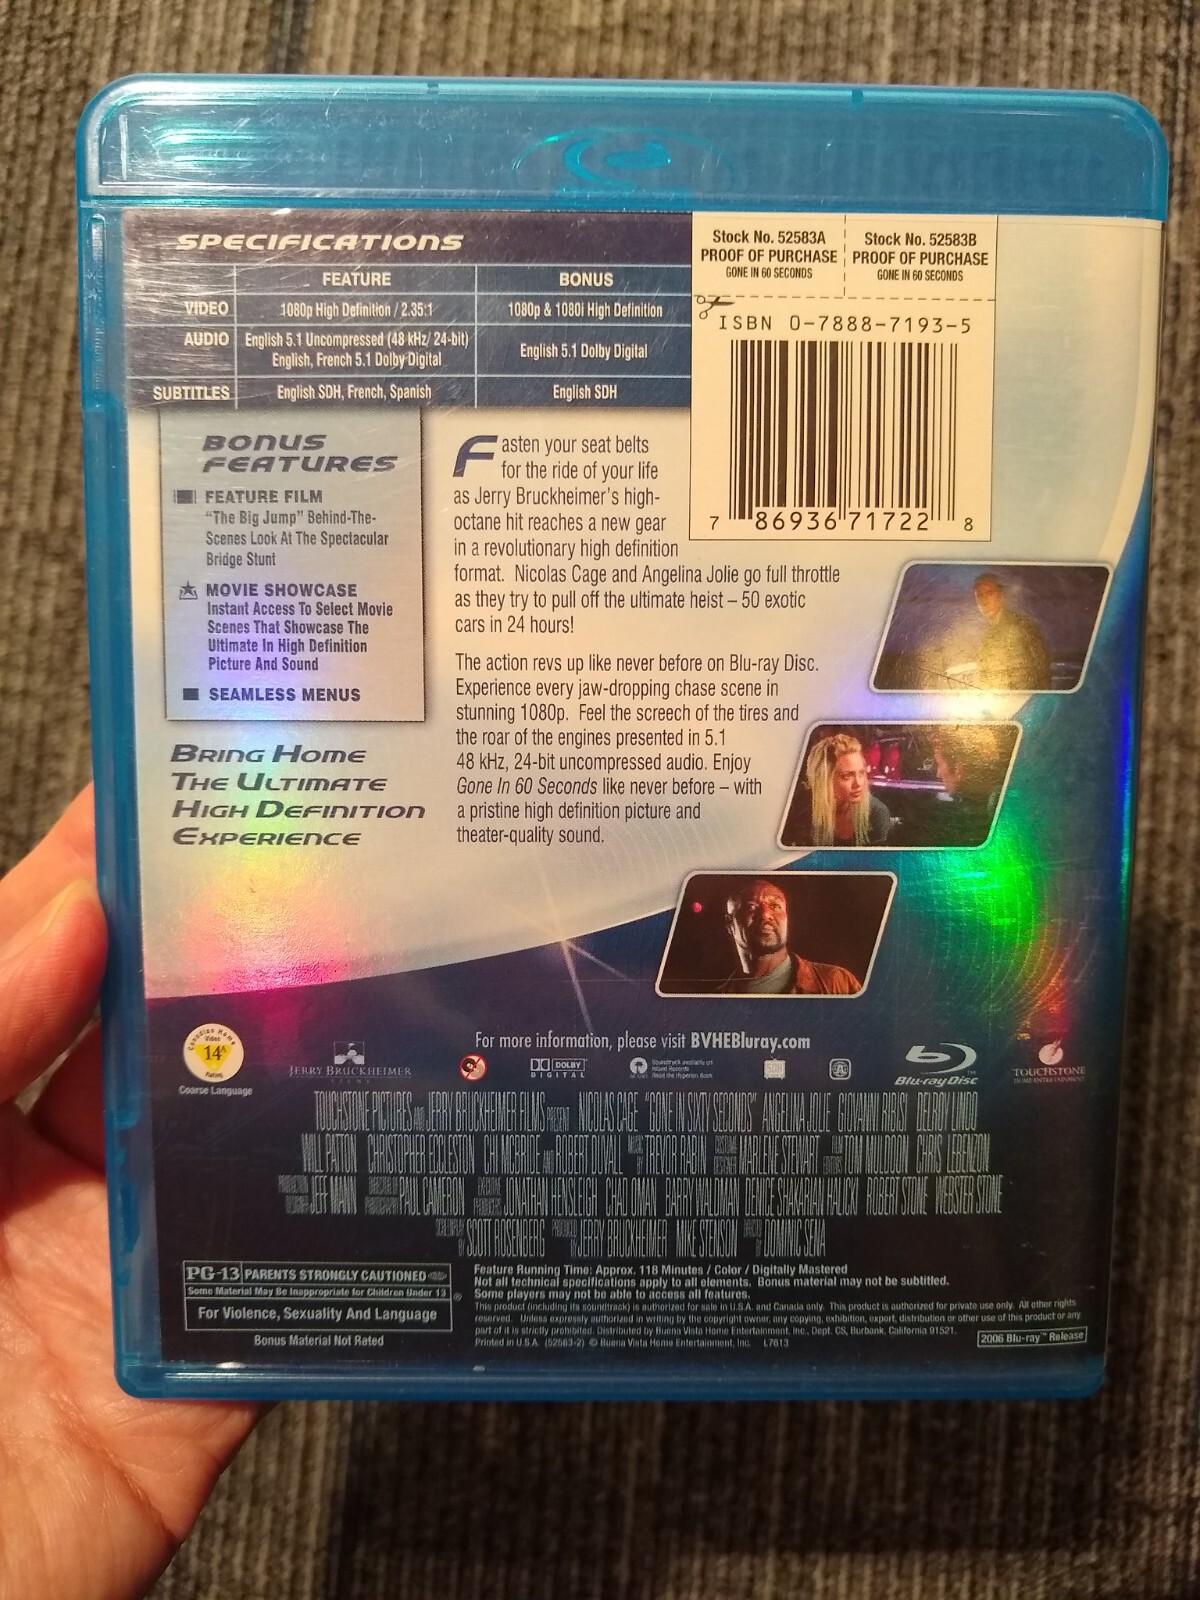 SPECIFICATIONS
FEATURE BONUS
VIDEO 1080p High Definition / 2.35:1 1080p & 1080i High Definition
AUDIO English 5.1 Uncompressed (48 kHz/ 24-bit)
English, French 5.1 Dolby Digital English 5.1 Dolby Digital
SUBTITLES English SDH, French, Spanish English SDH
Stock No. 52583A
PROOF OF PURCHASE
GONE IN 60 SECONDS
Stock No. 52583B
PROOF OF PURCHASE
GONE IN 60 SECONDS
ISBN 0-7888-7193-5
7 86936 71722 8
BONUS
FEATURES
FEATURE FILM
"The Big Jump" Behind-The-
Scenes Look At The Spectacular
Bridge Stunt
MOVIE SHOWCASE
Instant Access To Select Movie
Scenes That Showcase The
Ultimate In High Definition
Picture And Sound
SEAMLESS MENUS
BRING HOME
THE ULTIMATE
HIGH DEFINITION
EXPERIENCE
Fasten your seat belts
for the ride of your life
as Jerry Bruckheimer's high-
octane hit reaches a new gear
in a revolutionary high definition
format. Nicolas Cage and Angelina Jolie go full throttle
as they try to pull off the ultimate heist – 50 exotic
cars in 24 hours!
The action revs up like never before on Blu-ray Disc.
Experience every jaw-dropping chase scene in
stunning 1080p. Feel the screech of the tires and
the roar of the engines presented in 5.1
48 kHz, 24-bit uncompressed audio. Enjoy
Gone In 60 Seconds like never before – with
a pristine high definition picture and
theater-quality sound.
For more information, please visit BVHEBluray.com
Canadian Home
Video
14A
Rating
Coarse Language
JERRY BRUCKHEIMER
FILMS
DOLBY
DIGITAL
Soundtrack available on
Island Records
Read the Hyperion Book
Blu-ray Disc
TOUCHSTONE
HOME ENTERTAINMENT
TOUCHSTONE PICTURES AND JERRY BRUCKHEIMER FILMS PRESENT NICOLAS CAGE "GONE IN SIXTY SECONDS" ANGELINA JOLIE GIOVANNI RIBISI DELROY LINDO
WILL PATTON CHRISTOPHER ECCLESTON CHI MCBRIDE AND ROBERT DUVALL MUSIC BY TREVOR RABIN COSTUME DESIGNER MARLENE STEWART FILM EDITORS TOM MULDOON CHRIS LEBENZON
PRODUCTION DESIGNER JEFF MANN DIRECTOR OF PHOTOGRAPHY PAUL CAMERON EXECUTIVE PRODUCERS JONATHAN HENSLEIGH CHAD OMAN BARRY WALDMAN DENICE SHAKARIAN HALICKI ROBERT STONE WEBSTER STONE
SCREENPLAY BY SCOTT ROSENBERG PRODUCED BY JERRY BRUCKHEIMER MIKE STENSON DIRECTED BY DOMINIC SENA
PG-13 PARENTS STRONGLY CAUTIONED
Some Material May Be Inappropriate for Children Under 13 ®
For Violence, Sexuality And Language
Bonus Material Not Rated
Feature Running Time: Approx. 118 Minutes / Color / Digitally Mastered
Not all technical specifications apply to all elements. Bonus material may not be subtitled.
Some players may not be able to access all features.
This product (including its soundtrack) is authorized for sale in U.S.A. and Canada only. This product is authorized for private use only. All other rights
reserved. Unless expressly authorized in writing by the copyright owner, any copying, exhibition, export, distribution or other use of this product or any
part of it is strictly prohibited. Distributed by Buena Vista Home Entertainment, Inc., Dept. CS, Burbank, California 91521.
Printed in U.S.A. (52583-2) © Buena Vista Home Entertainment, Inc. L7613
2006 Blu-ray™ Release